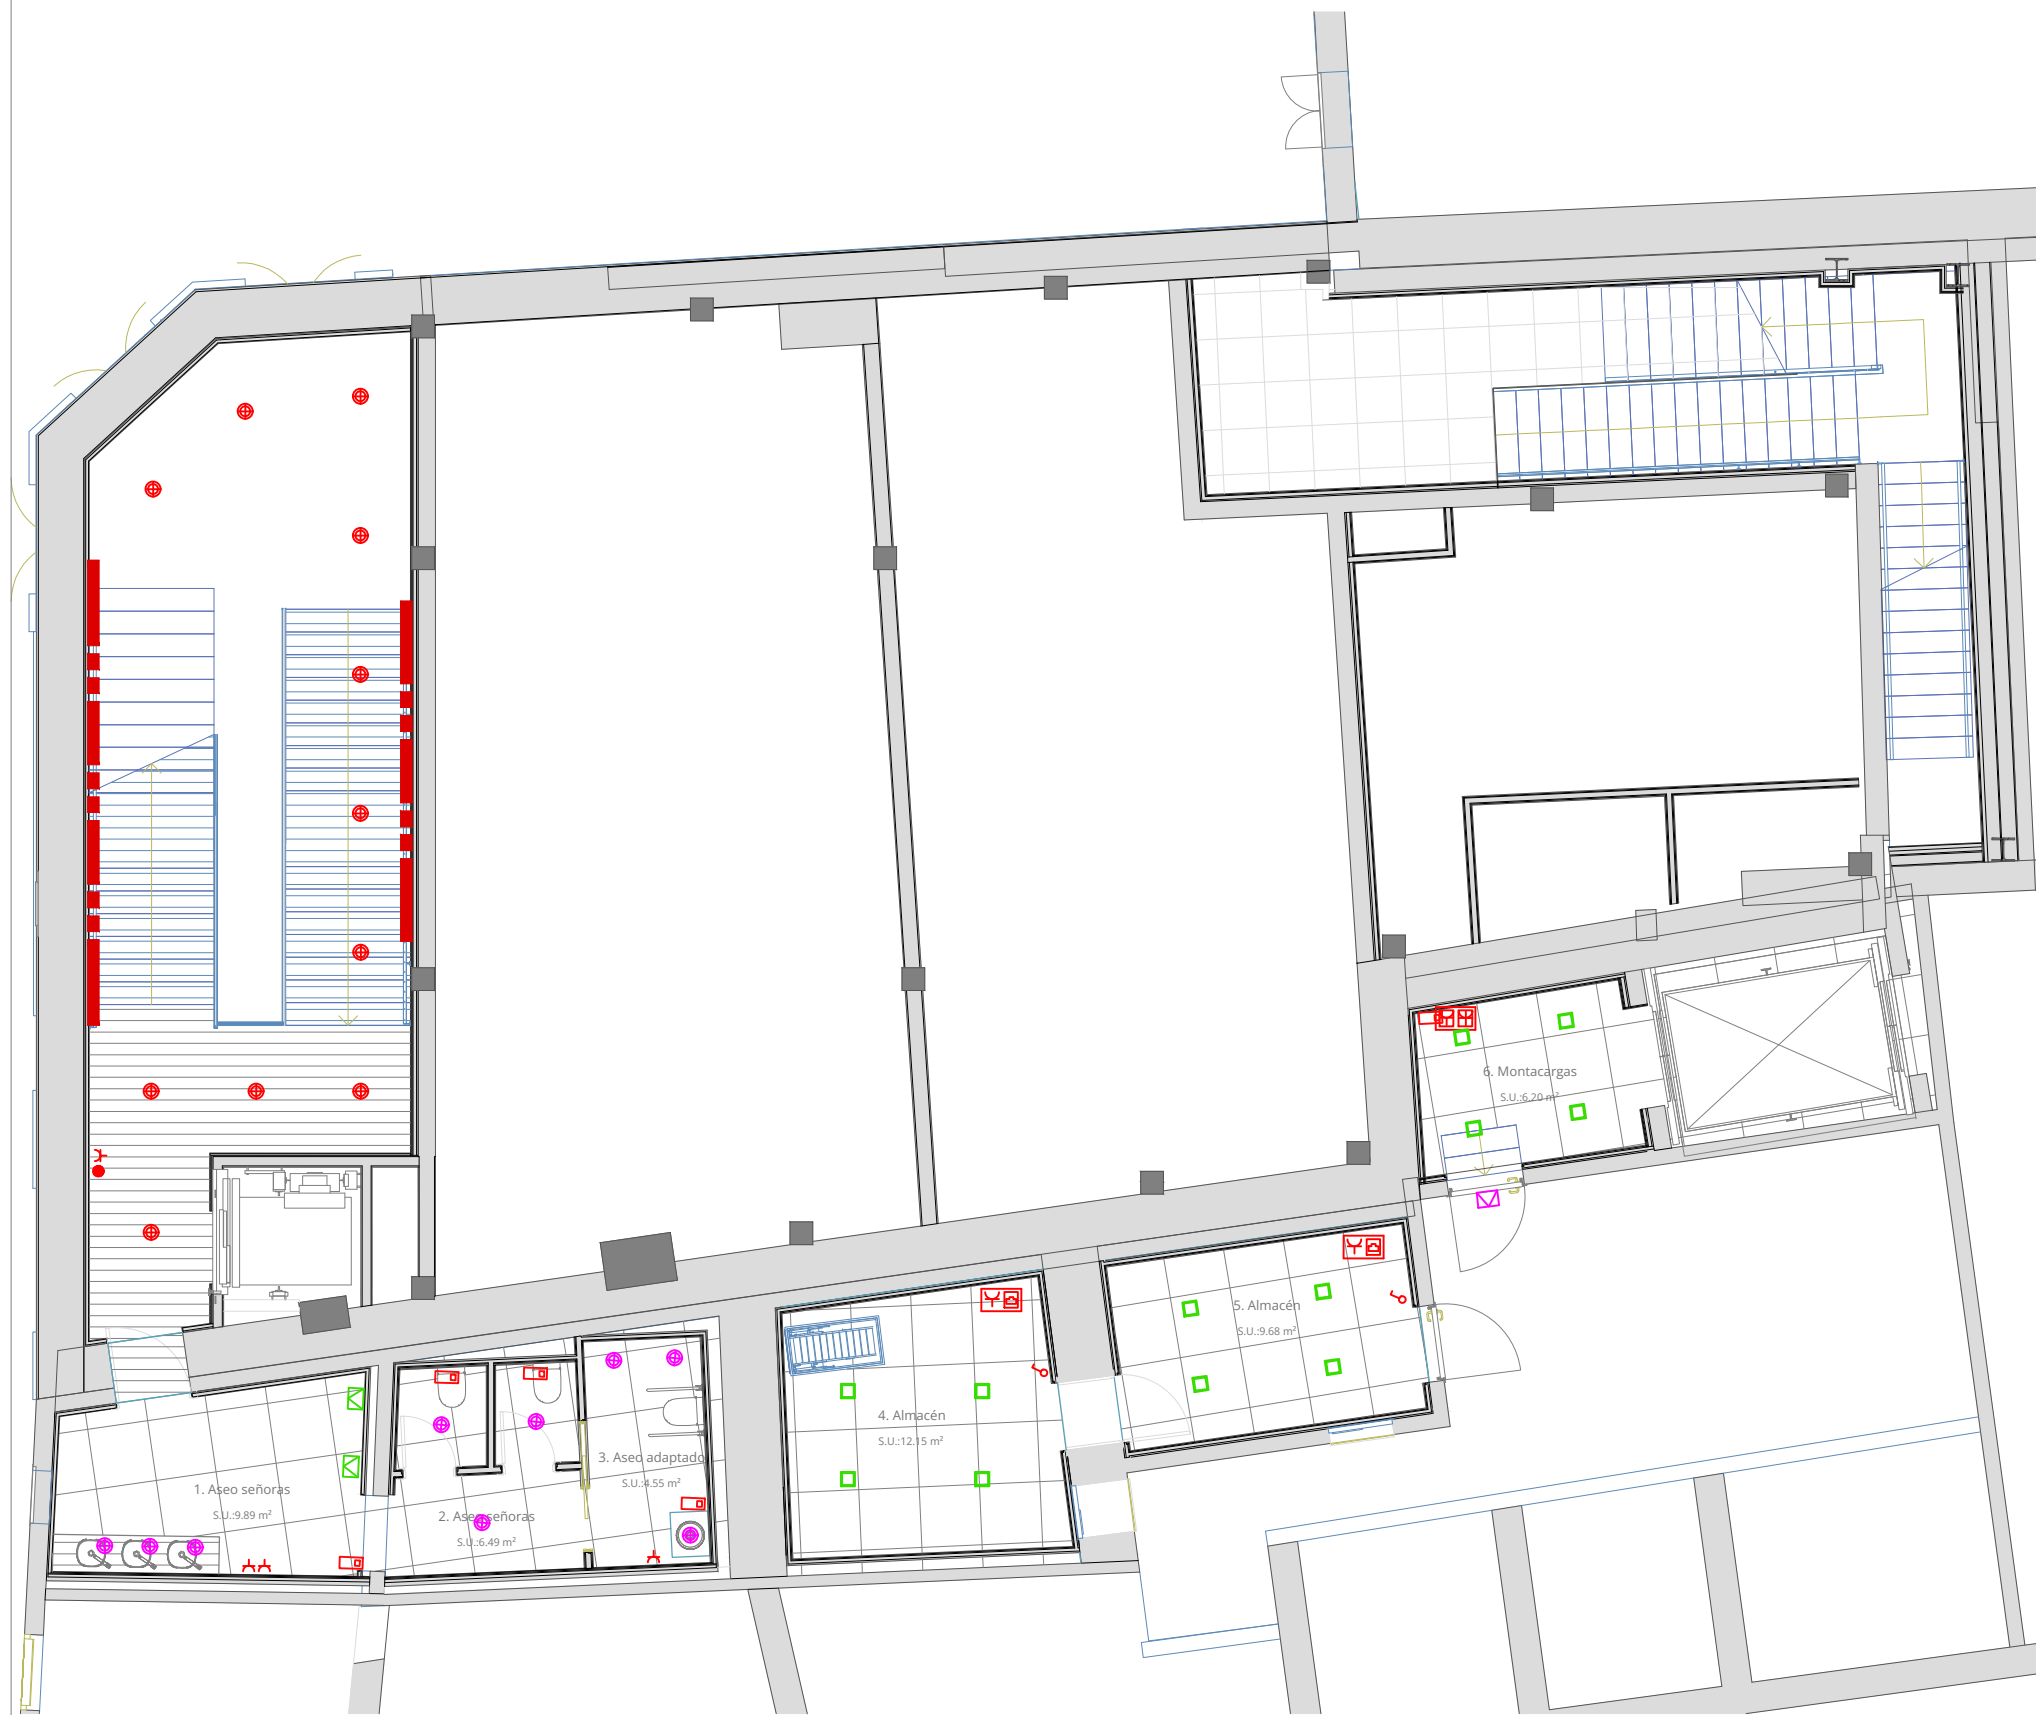 1. Aseo señoras
S.U.:9.89 m²
2. Aseo señoras
S.U.:6.49 m²
3. Aseo adaptado
S.U.:4.55 m²
4. Almacén
S.U.:12.15 m²
5. Almacén
S.U.:9.68 m²
6. Montacargas
S.U.:6.20 m²